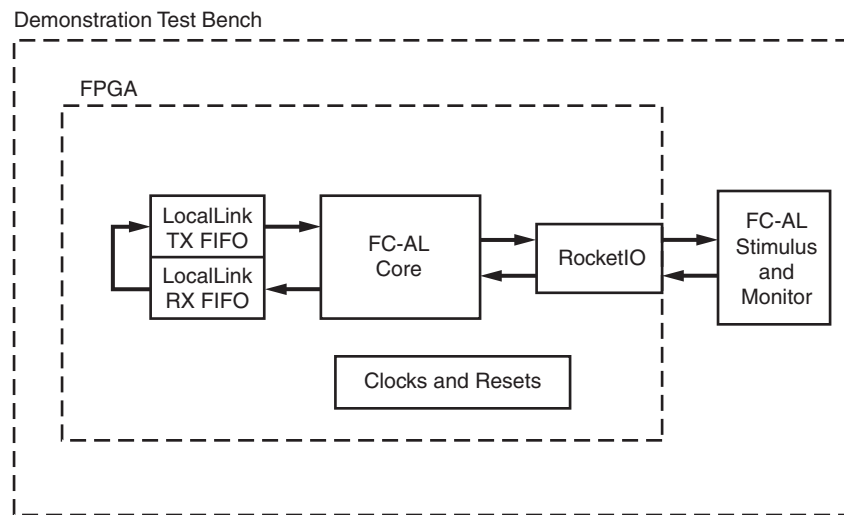 Demonstration Test Bench
FPGA
LocalLink
TX FIFO
LocalLink
RX FIFO
FC-AL
Core
RocketIO
FC-AL
Stimulus
and
Monitor
Clocks and Resets